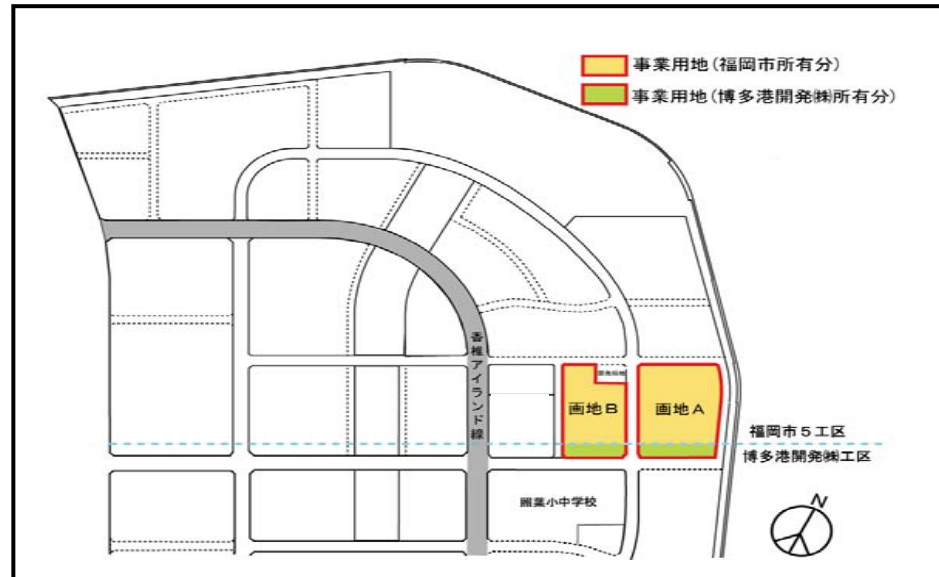 事業用地(福岡市所有分)
事業用地(博多港開発㈱所有分)
香椎アイランド線
画地B
画地A
福岡市5工区
博多港開発㈱工区
照葉小中学校
N